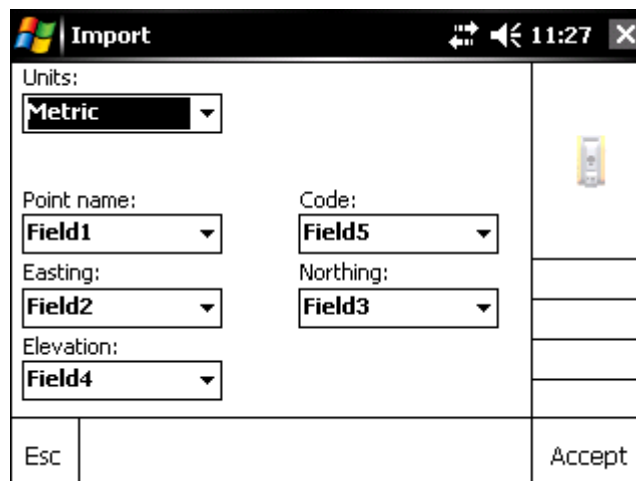 Import 11:27
Units:
Metric
Point name: Code:
Field1 Field5
Easting: Northing:
Field2 Field3
Elevation:
Field4
Esc Accept